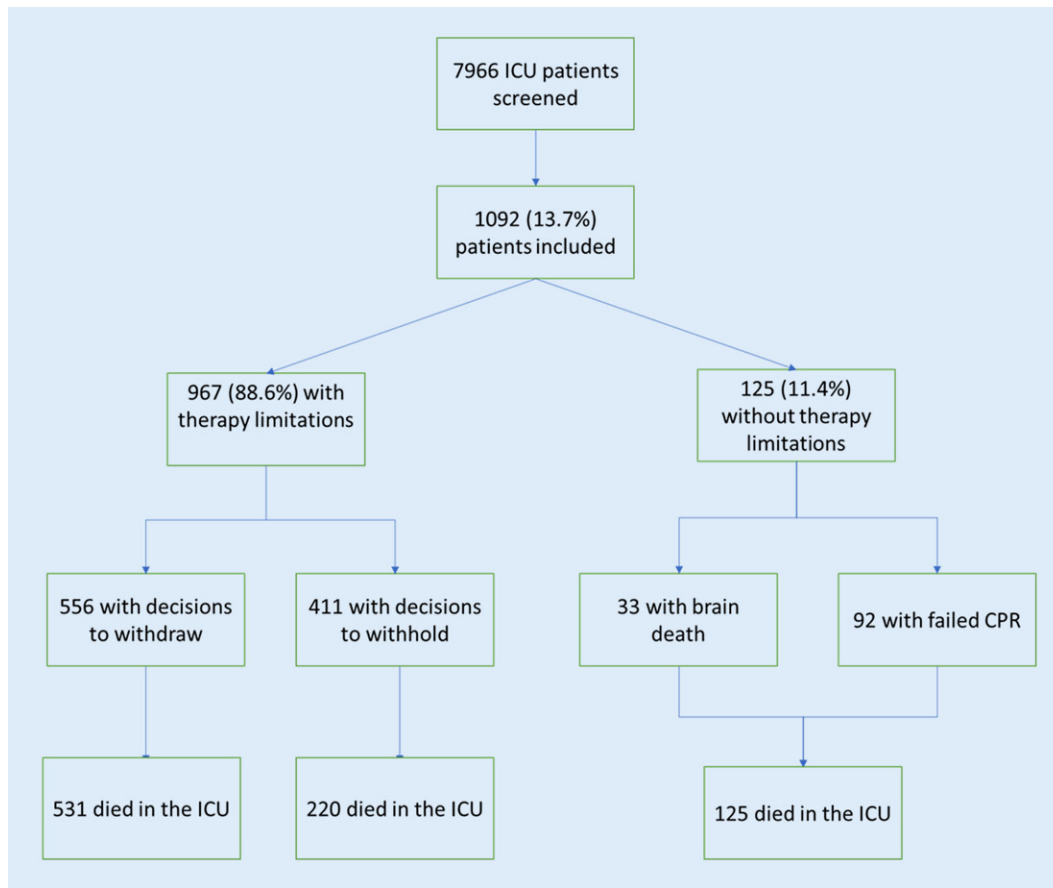 7966 ICU patients
screened
1092 (13.7%)
patients included
967 (88.6%) with
therapy limitations
125 (11.4%)
without therapy
limitations
556 with decisions
to withdraw
411 with decisions
to withhold
33 with brain
death
92 with failed CPR
531 died in the ICU
220 died in the ICU
125 died in the ICU